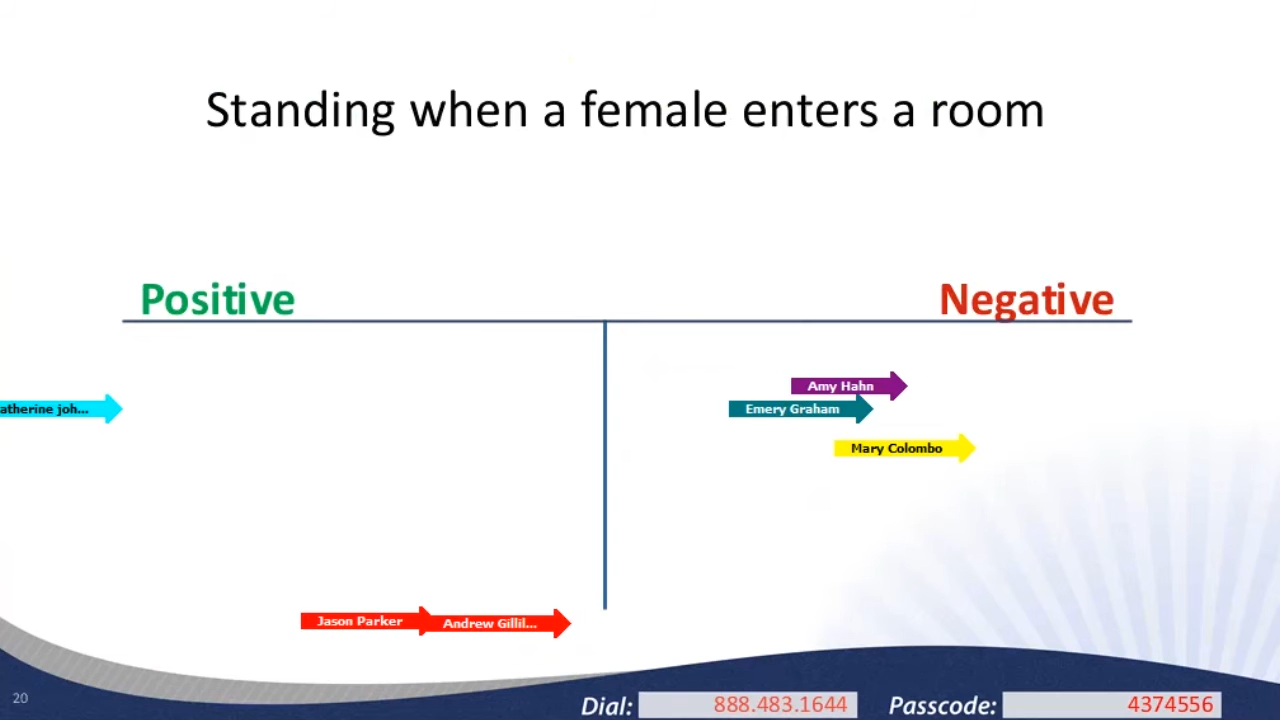 Standing when a female enters a room
Positive
Negative
Amy Hahn
atherine joh...
Emery Graham
Mary Colombo
Jason Parker
Andrew Gillil...
20
Dial: 888.483.1644
Passcode: 4374556